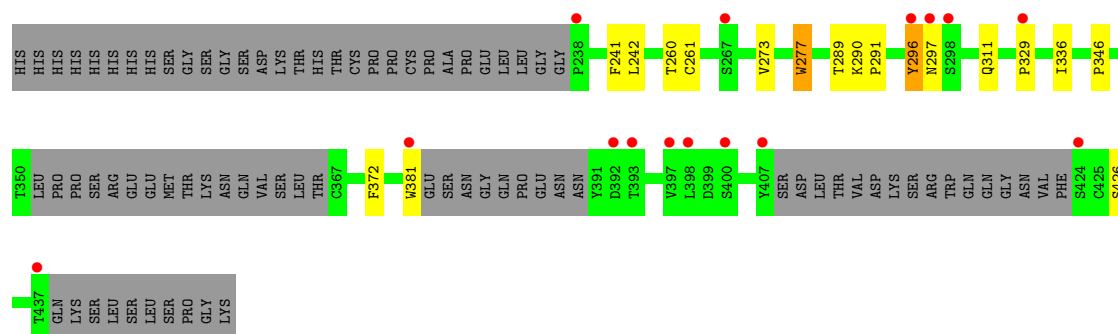 HIS HIS HIS HIS HIS HIS HIS HIS SER GLY SER GLY SER ASP LYS THR HIS THR CYS PRO PRO CYS PRO ALA PRO GLU LEU LEU GLY GLY P238 F241 L242 T260 C261 S267 V273 W277 T289 K290 P291 Y296 N297 S298 Q311 P329 I336 P346
T350 LEU PRO PRO SER ARG GLU GLU MET THR LYS ASN GLN VAL SER LEU THR C367 F372 W381 GLU SER ASN GLY GLN PRO GLU ASN ASN Y391 D392 T393 V397 L398 D399 S400 Y407 SER ASP LEU THR VAL ASP LYS SER ARG TRP GLN GLN GLY ASN VAL PHE S424 C425 S426
T437 GLN LYS SER LEU SER LEU SER PRO GLY LYS